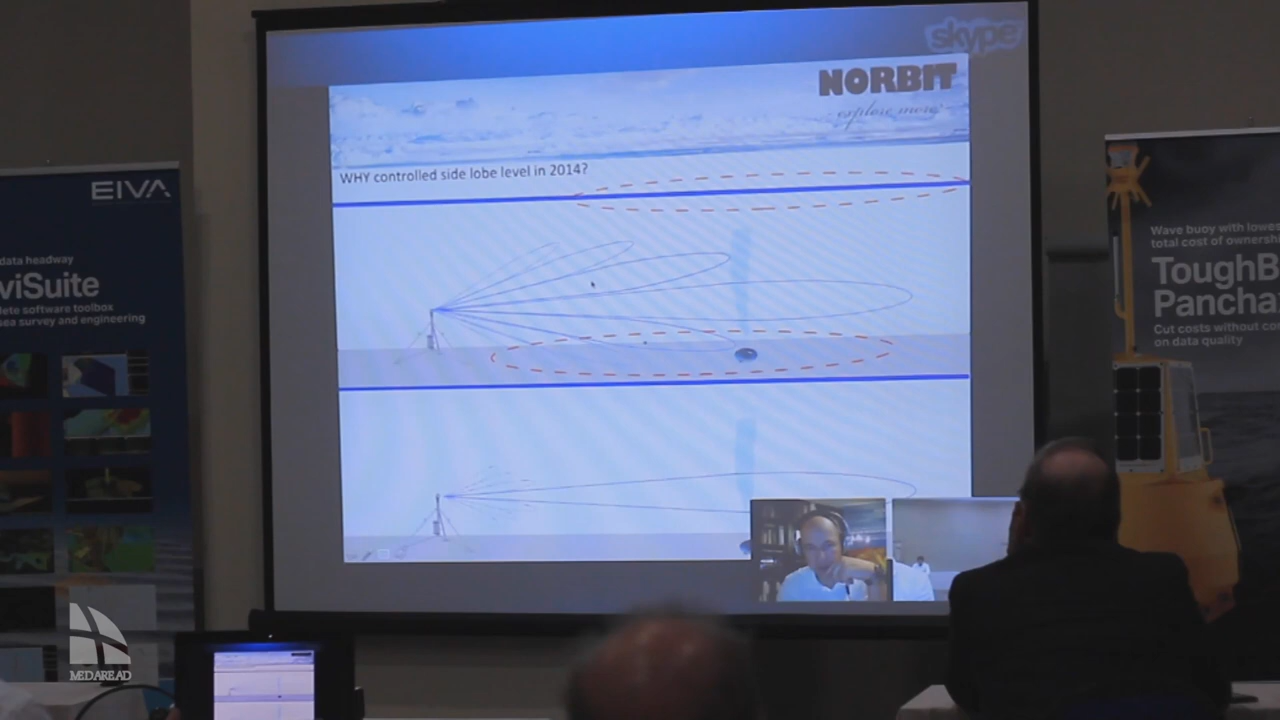 skype
NORBIT
explore more
WHY controlled side lobe level in 2014?
EIVA
data headway
viSuite
lete software toolbox
sea survey and engineering
Wave buoy with lowes
total cost of ownersh
ToughB
Pancha
Cut costs without co
on data quality
MEDAREAD